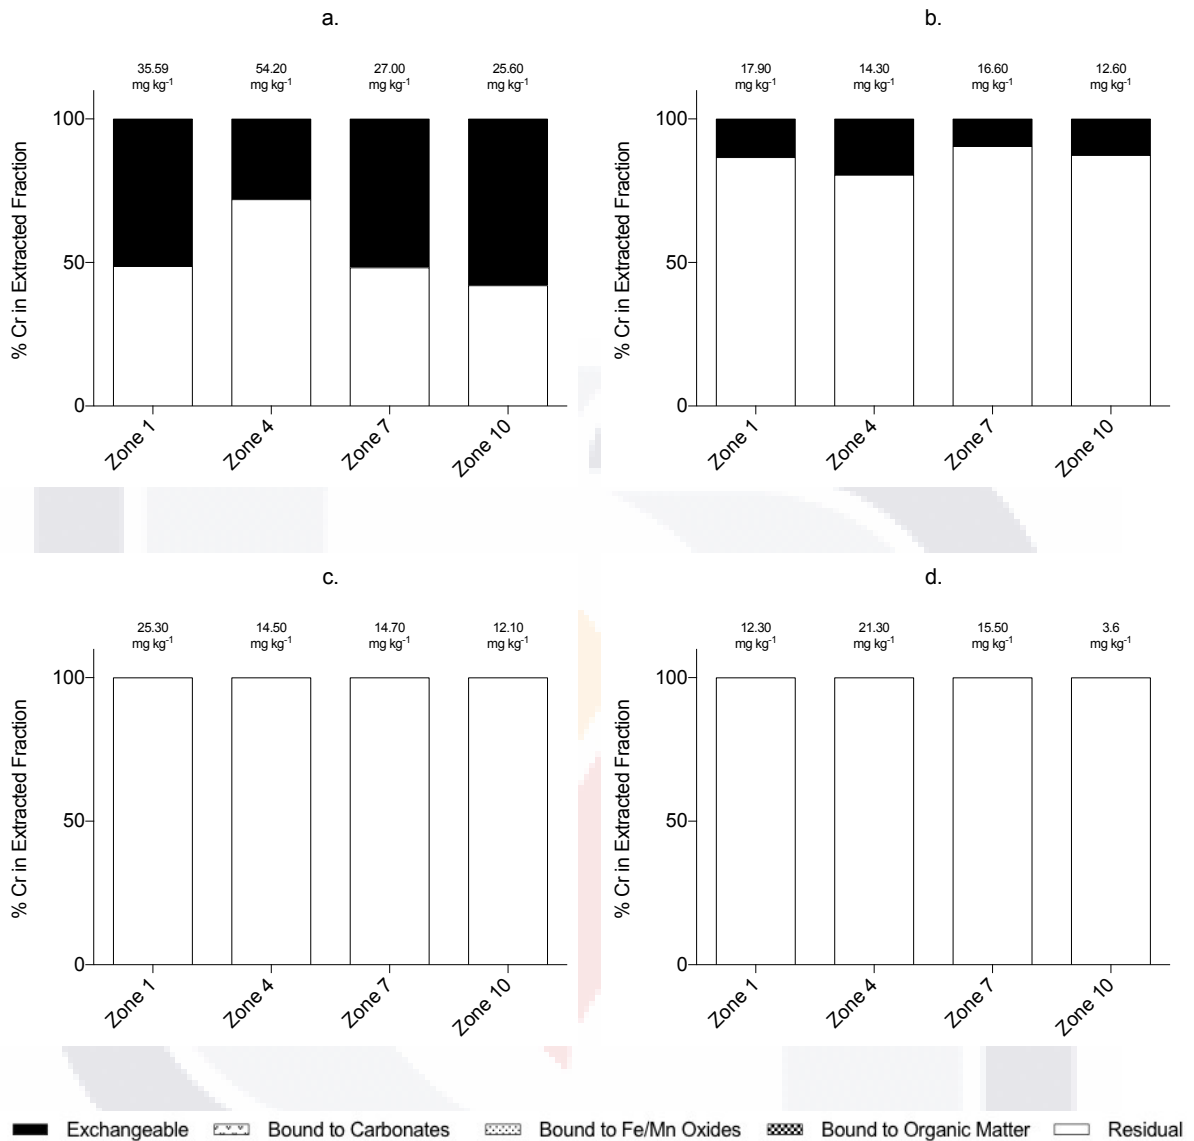 a.
35.59 54.20 27.00 25.60
mg kg⁻¹ mg kg⁻¹ mg kg⁻¹ mg kg⁻¹
100
50
0
% Cr in Extracted Fraction
Zone 1 Zone 4 Zone 7 Zone 10
b.
17.90 14.30 16.60 12.60
mg kg⁻¹ mg kg⁻¹ mg kg⁻¹ mg kg⁻¹
100
50
0
% Cr in Extracted Fraction
Zone 1 Zone 4 Zone 7 Zone 10
c.
25.30 14.50 14.70 12.10
mg kg⁻¹ mg kg⁻¹ mg kg⁻¹ mg kg⁻¹
100
50
0
% Cr in Extracted Fraction
Zone 1 Zone 4 Zone 7 Zone 10
d.
12.30 21.30 15.50 3.6
mg kg⁻¹ mg kg⁻¹ mg kg⁻¹ mg kg⁻¹
100
50
0
% Cr in Extracted Fraction
Zone 1 Zone 4 Zone 7 Zone 10
Exchangeable Bound to Carbonates Bound to Fe/Mn Oxides Bound to Organic Matter Residual